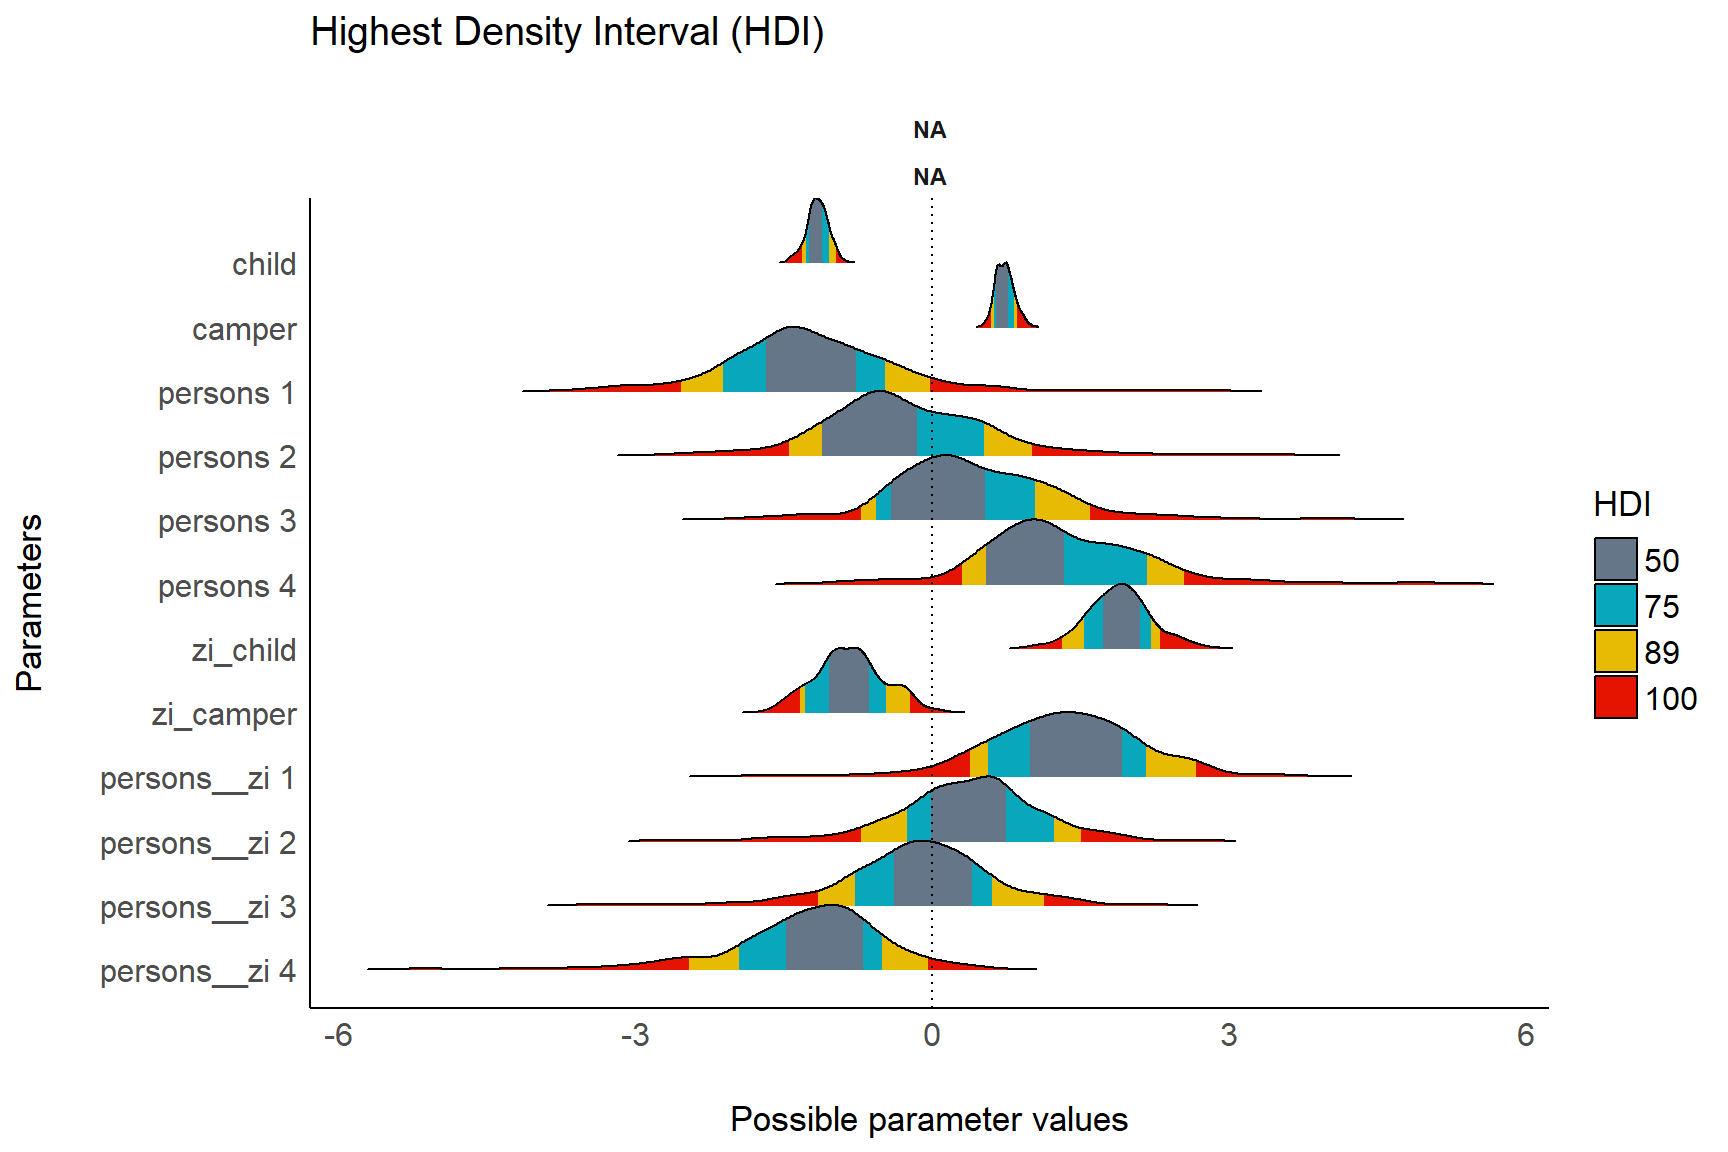 Highest Density Interval (HDI)
NA
NA
child
camper
persons 1
persons 2
persons 3
persons 4
zi_child
zi_camper
persons__zi 1
persons__zi 2
persons__zi 3
persons__zi 4
Parameters
-6 -3 0 3 6
Possible parameter values
HDI
50
75
89
100